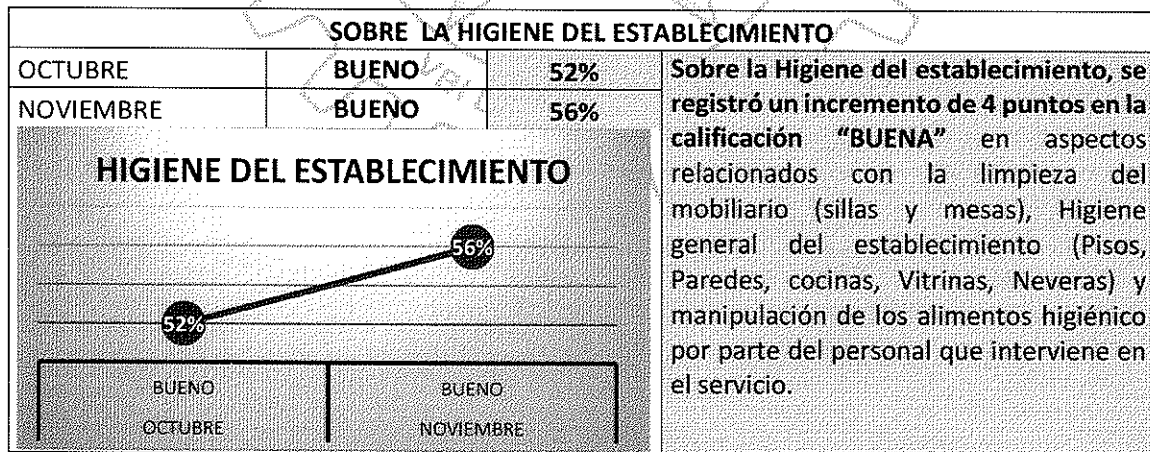 SOBRE LA HIGIENE DEL ESTABLECIMIENTO
OCTUBRE BUENO 52%
NOVIEMBRE BUENO 56%
HIGIENE DEL ESTABLECIMIENTO
56%
52%
BUENO BUENO
OCTUBRE NOVIEMBRE
Sobre la Higiene del establecimiento, se
registró un incremento de 4 puntos en la
calificación "BUENA" en aspectos
relacionados con la limpieza del
mobiliario (sillas y mesas), Higiene
general del establecimiento (Pisos,
Paredes, cocinas, Vitrinas, Neveras) y
manipulación de los alimentos higiénico
por parte del personal que interviene en
el servicio.